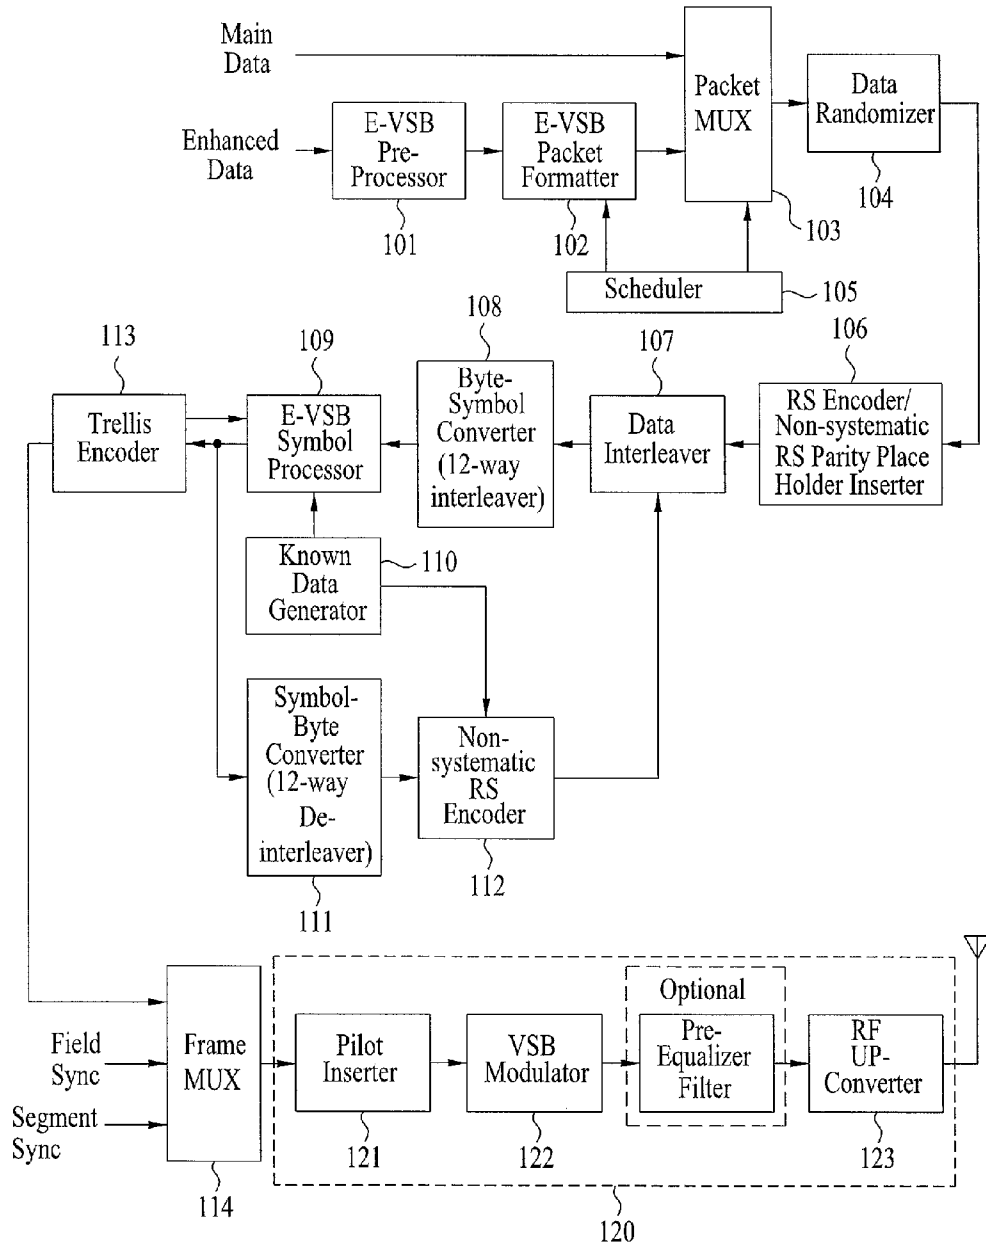 Main
Data
Packet
MUX
Data
Randomizer
E-VSB
Pre-
Processor
E-VSB
Packet
Formatter
Enhanced
Data
101
102
103
104
Scheduler
105
113
109
108
107
106
Trellis
Encoder
E-VSB
Symbol
Processor
Byte-
Symbol
Converter
(12-way
interleaver)
Data
Interleaver
RS Encoder/
Non-systematic
RS Parity Place
Holder Inserter
Known
Data
Generator
110
Symbol-
Byte
Converter
(12-way
De-
interleaver)
Non-
systematic
RS
Encoder
111
112
Field
Sync
Segment
Sync
Frame
MUX
114
Pilot
Inserter
121
VSB
Modulator
122
Optional
Pre-
Equalizer
Filter
RF
UP-
Converter
123
120